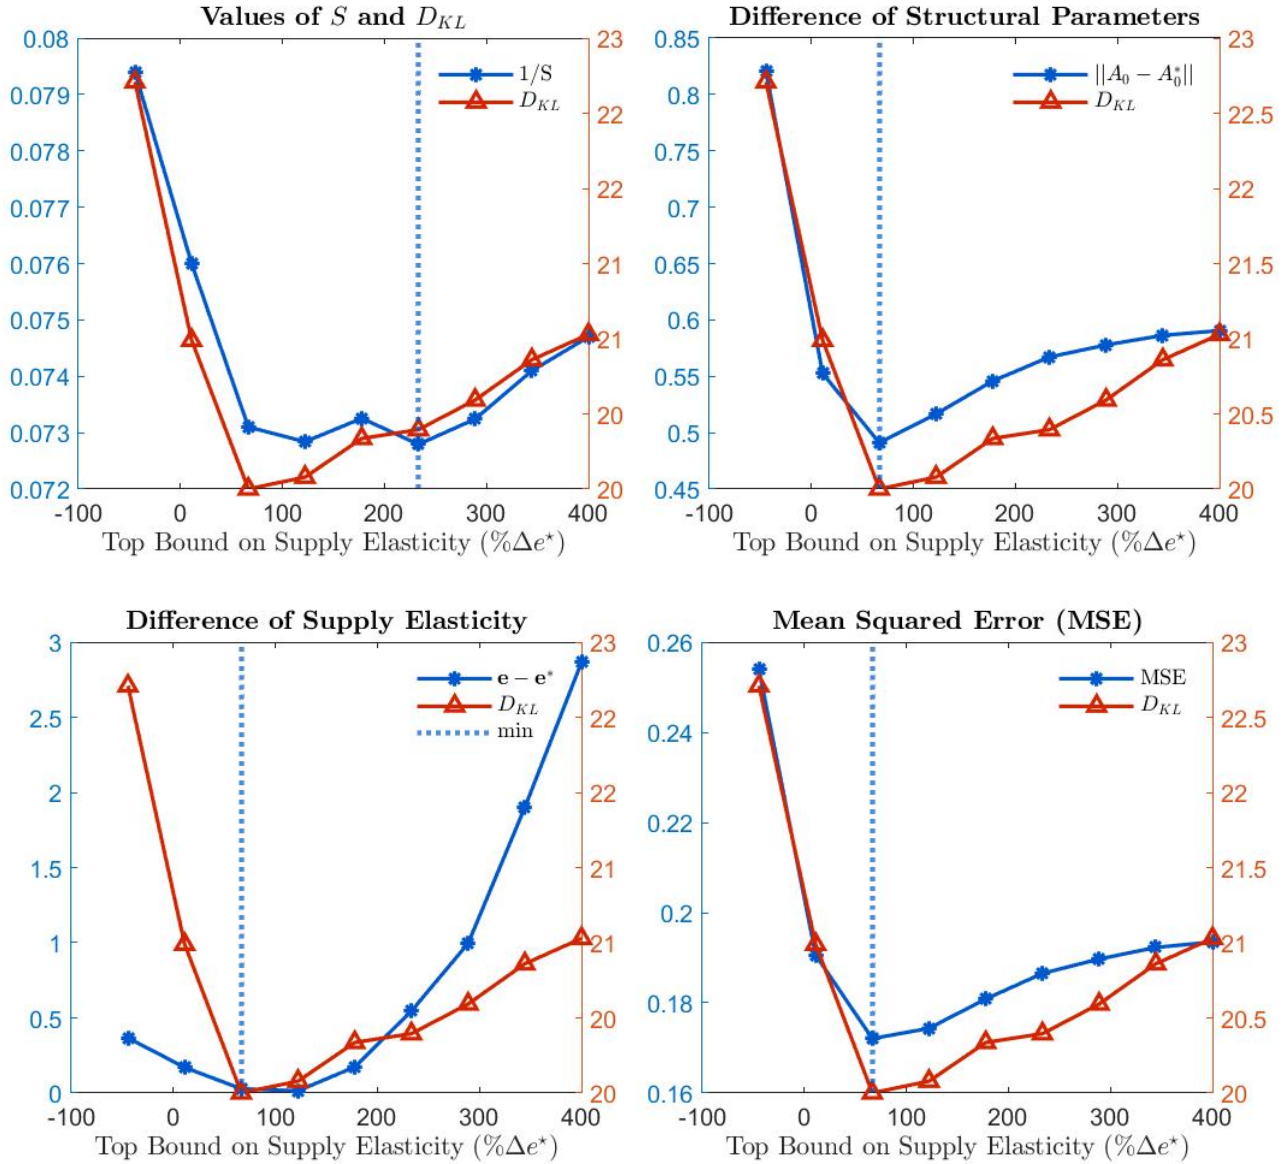 Values of S and D_KL
0.08
0.079
0.078
0.077
0.076
0.075
0.074
0.073
0.072
23
22
22
21
21
20
20
1/S
D_KL
-100 0 100 200 300 400
Top Bound on Supply Elasticity (%Δe⋆)
Difference of Structural Parameters
0.85
0.8
0.75
0.7
0.65
0.6
0.55
0.5
0.45
23
22.5
22
21.5
21
20.5
20
||A_0 − A_0^*||
D_KL
-100 0 100 200 300 400
Top Bound on Supply Elasticity (%Δe⋆)
Difference of Supply Elasticity
3
2.5
2
1.5
1
0.5
0
23
22
22
21
21
20
20
e − e*
D_KL
min
-100 0 100 200 300 400
Top Bound on Supply Elasticity (%Δe⋆)
Mean Squared Error (MSE)
0.26
0.24
0.22
0.2
0.18
0.16
23
22.5
22
21.5
21
20.5
20
MSE
D_KL
-100 0 100 200 300 400
Top Bound on Supply Elasticity (%Δe⋆)